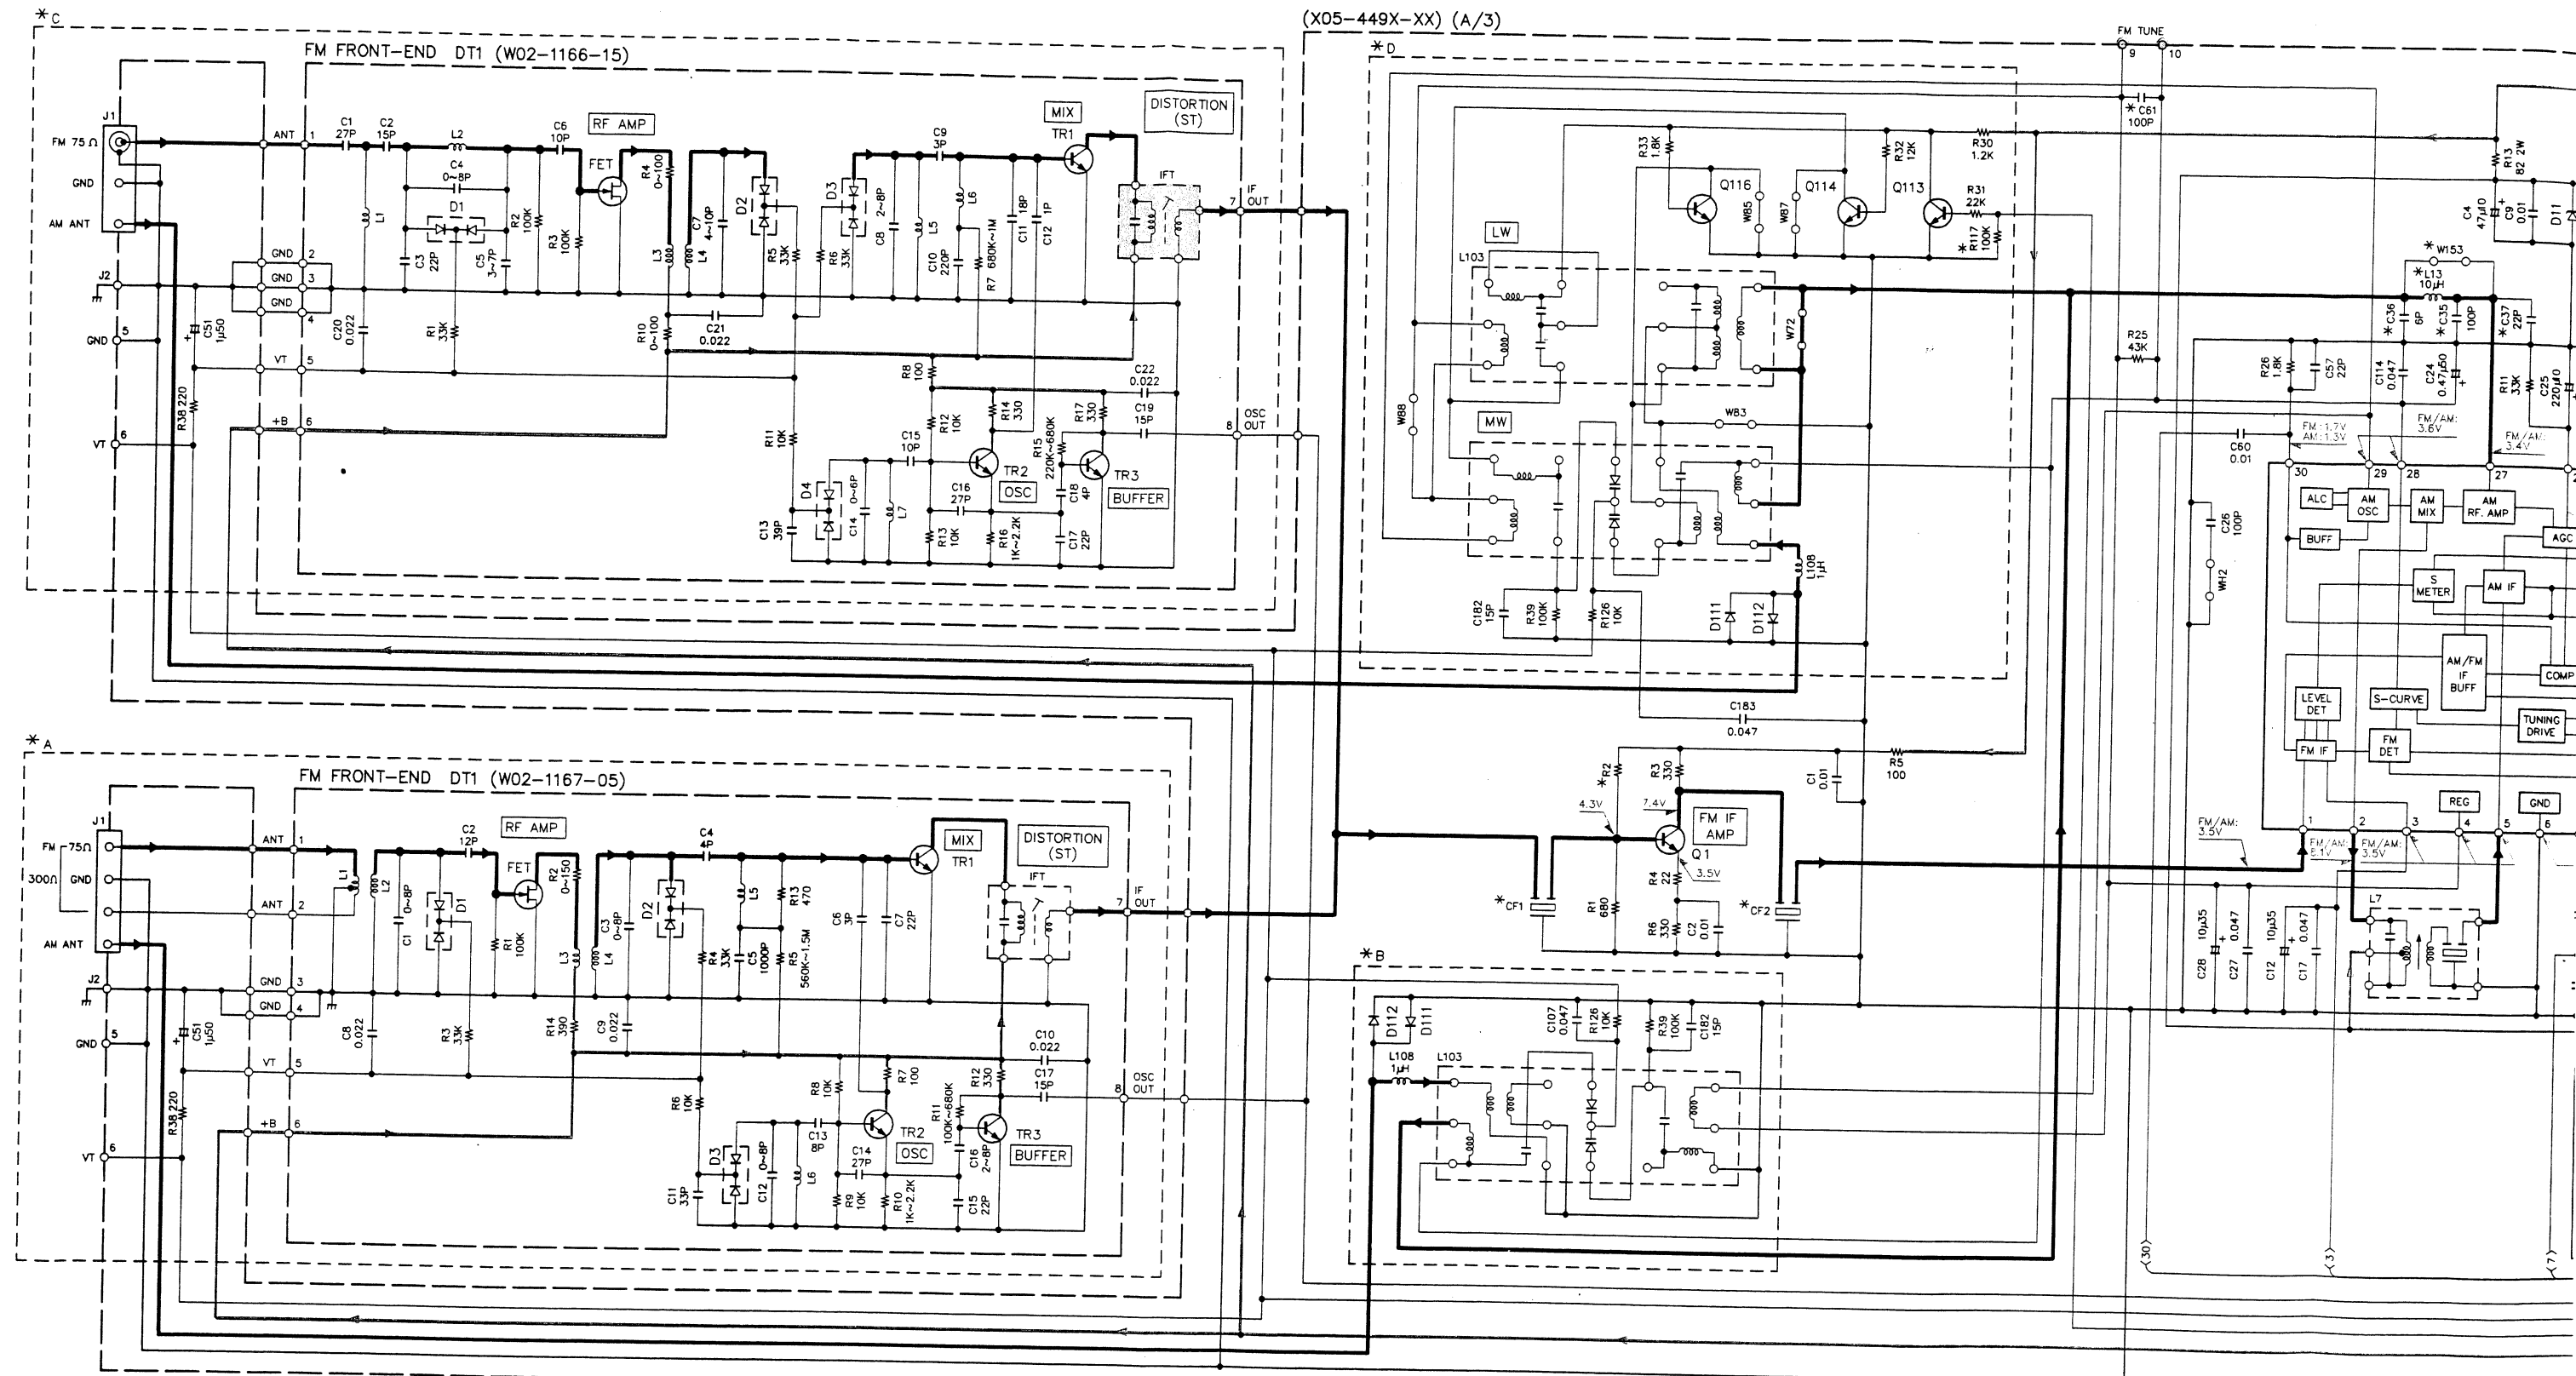 *C
FM FRONT-END DT1 (W02-1166-15)
J1
FM 75Ω
GND
AM ANT
J2
GND
5
VT
6
C51
1μ50
R38 220
ANT
1
GND
2
GND
3
GND
4
VT
5
+B
6
C1
27P
C2
15P
L2
C4
0~8P
C6
10P
RF AMP
FET
L1
D1
C3
22P
C5
3~7P
R2
100K
R3
100K
R4
0~100
C20
0.022
R1
33K
L3
L4
C7
4~10P
D2
R5
33K
R6
33K
D3
C8
2~8P
L5
C9
3P
L6
C10
220P
R7 680K~1M
C11 18P
C12 1P
MIX
TR1
DISTORTION
(ST)
IFT
7
IF
OUT
R10
0~100
C21
0.022
R8
100
R12
10K
R14
330
R17
330
C22
0.022
C19
15P
8
OSC
OUT
R11
10K
C15
10P
R15
220K~680K
TR2
OSC
TR3
BUFFER
D4
C14
0~6P
L7
C13
39P
C16
27P
R13
10K
R16
1K~2.2K
C18
4P
C17
22P
(X05-449X-XX) (A/3)
*D
FM TUNE
9
10
*C61
100P
R33
1.8K
Q116
W85
W87
Q114
R32
12K
Q113
R30
1.2K
R31
22K
*R117
100K
R13
82 2W
C4
47μ10
C9
0.01
D11
LW
L103
W72
MW
W88
W83
*W153
*L13
10μH
*C36
6P
*C35
100P
*C37
22P
R25
43K
R26
1.8K
C57
22P
C114
0.047
C24
0.47μ50
R11
33K
C25
220μ10
C60
0.01
FM:1.7V
AM:1.3V
FM/AM:
3.6V
FM/AM:
3.4V
30
29
28
27
ALC
AM
OSC
AM
MIX
AM
RF. AMP
BUFF
AGC
S
METER
AM IF
AM/FM
IF
BUFF
COMP
LEVEL
DET
S-CURVE
TUNING
DRIVE
FM IF
FM
DET
REG
GND
1
2
3
4
5
6
C26
100P
WH2
C182
15P
R39
100K
R126
10K
D111
D112
L108
1μH
C183
0.047
*A
FM FRONT-END DT1 (W02-1167-05)
J1
FM 75Ω
300Ω GND
AM ANT
J2
GND
5
VT
6
C51
1μ50
R38 220
ANT
1
ANT
2
GND
3
GND
4
VT
5
+B
6
L1
L2
C1
0~8P
D1
C2
12P
RF AMP
FET
R1
100K
R2
0~150
L3
L4
C3
0~8P
D2
C4
4P
R4
33K
L5
R13
470
C5
1000P
R5
560K~1.5M
C6
3P
C7
22P
MIX
TR1
DISTORTION
(ST)
IFT
7
IF
OUT
C8
0.022
R3
33K
R14
390
C9
0.022
R6
10K
R8
10K
R7
100
R12
330
C10
0.022
C17
15P
8
OSC
OUT
D3
C12
0~8P
L6
C11
33P
C13
8P
C14
27P
TR2
OSC
R11
100K~680K
TR3
BUFFER
R9
10K
R10
1K~2.2K
C16
2~8P
C15
22P
*R2
R3
330
C1
0.01
R5
100
4.3V
7.4V
FM IF
AMP
Q1
3.5V
*CF1
*CF2
R1
680
R4
22
R6
330
C2
0.01
FM/AM:
3.5V
FM/AM:
FM/AM:
3.5V
L7
C28
10μ35
C27
0.047
C12
10μ35
C17
0.047
*B
D112
D111
C107
0.047
R126
10K
R39
100K
C182
15P
L108
1μH
L103
(30)
(3)
(7)